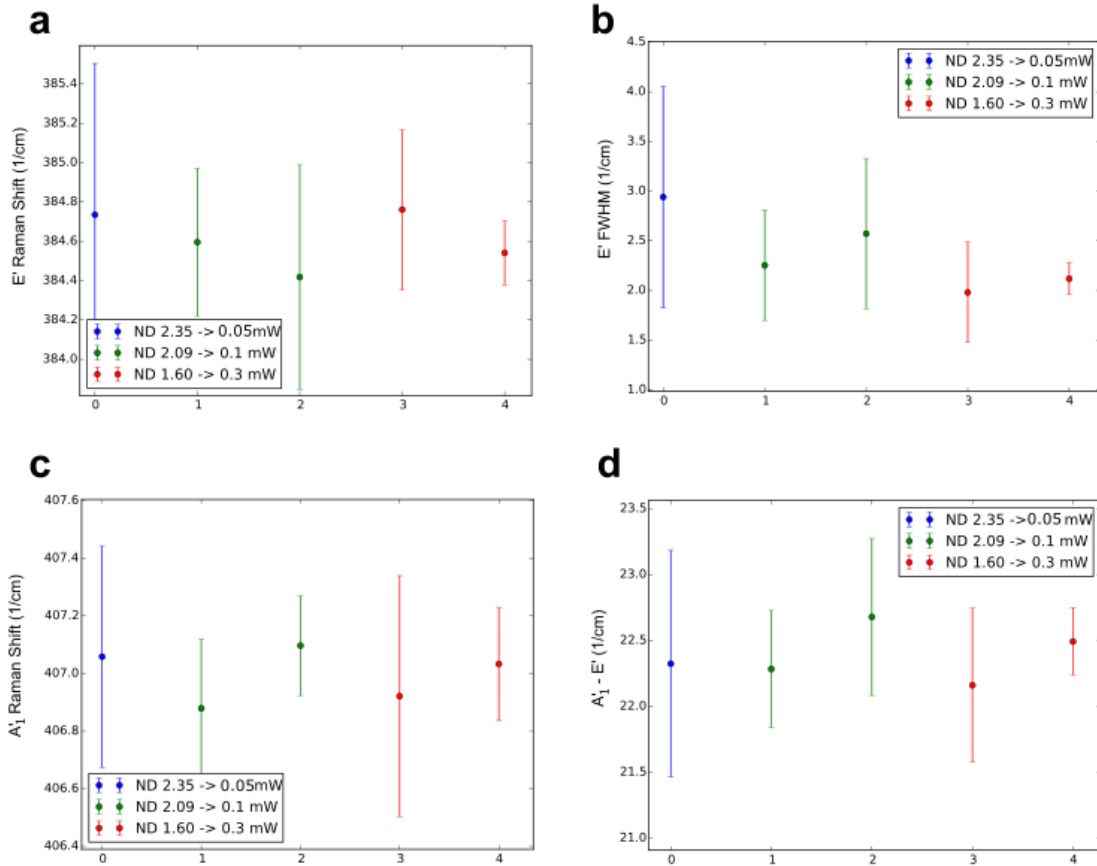 a
385.4
385.2
385.0
384.8
384.6
384.4
384.2
384.0
E' Raman Shift (1/cm)
ND 2.35 -> 0.05mW
ND 2.09 -> 0.1 mW
ND 1.60 -> 0.3 mW
0 1 2 3 4
b
4.5
4.0
3.5
3.0
2.5
2.0
1.5
1.0
E' FWHM (1/cm)
ND 2.35 -> 0.05mW
ND 2.09 -> 0.1 mW
ND 1.60 -> 0.3 mW
0 1 2 3 4
c
407.6
407.4
407.2
407.0
406.8
406.6
406.4
A'₁ Raman Shift (1/cm)
ND 2.35 -> 0.05mW
ND 2.09 -> 0.1 mW
ND 1.60 -> 0.3 mW
0 1 2 3 4
d
23.5
23.0
22.5
22.0
21.5
21.0
A'₁ - E' (1/cm)
ND 2.35 ->0.05 mW
ND 2.09 -> 0.1 mW
ND 1.60 -> 0.3 mW
0 1 2 3 4